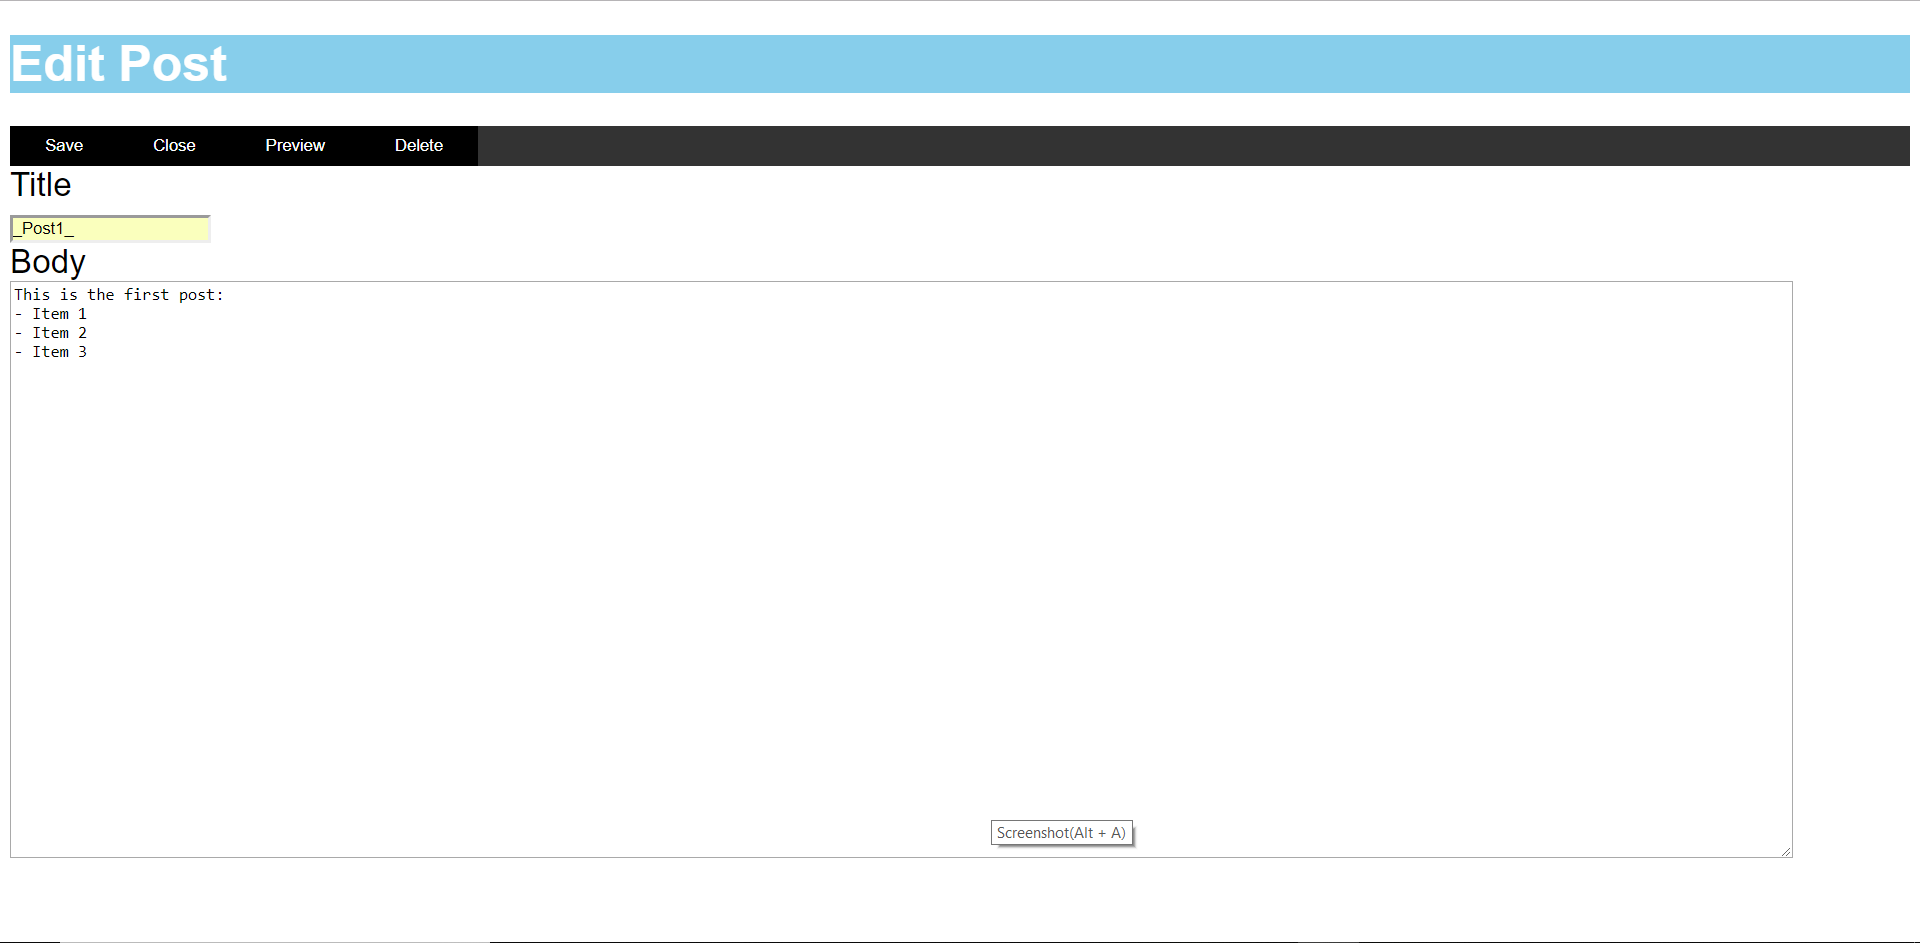 Edit Post
Save Close Preview Delete
Title
_Post1_
Body
This is the first post:
- Item 1
- Item 2
- Item 3
Screenshot(Alt + A)